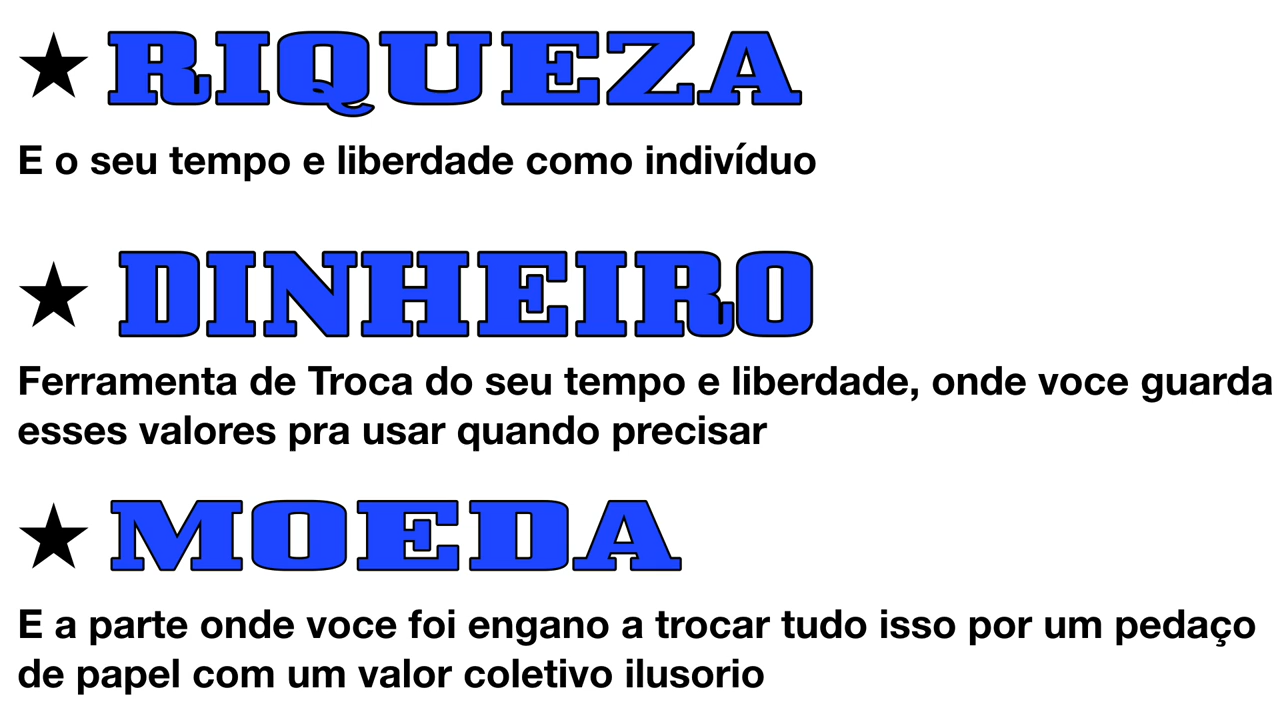 ★ RIQUEZA
E o seu tempo e liberdade como indivíduo
★ DINHEIRO
Ferramenta de Troca do seu tempo e liberdade, onde voce guarda
esses valores pra usar quando precisar
★ MOEDA
E a parte onde voce foi engano a trocar tudo isso por um pedaço
de papel com um valor coletivo ilusorio